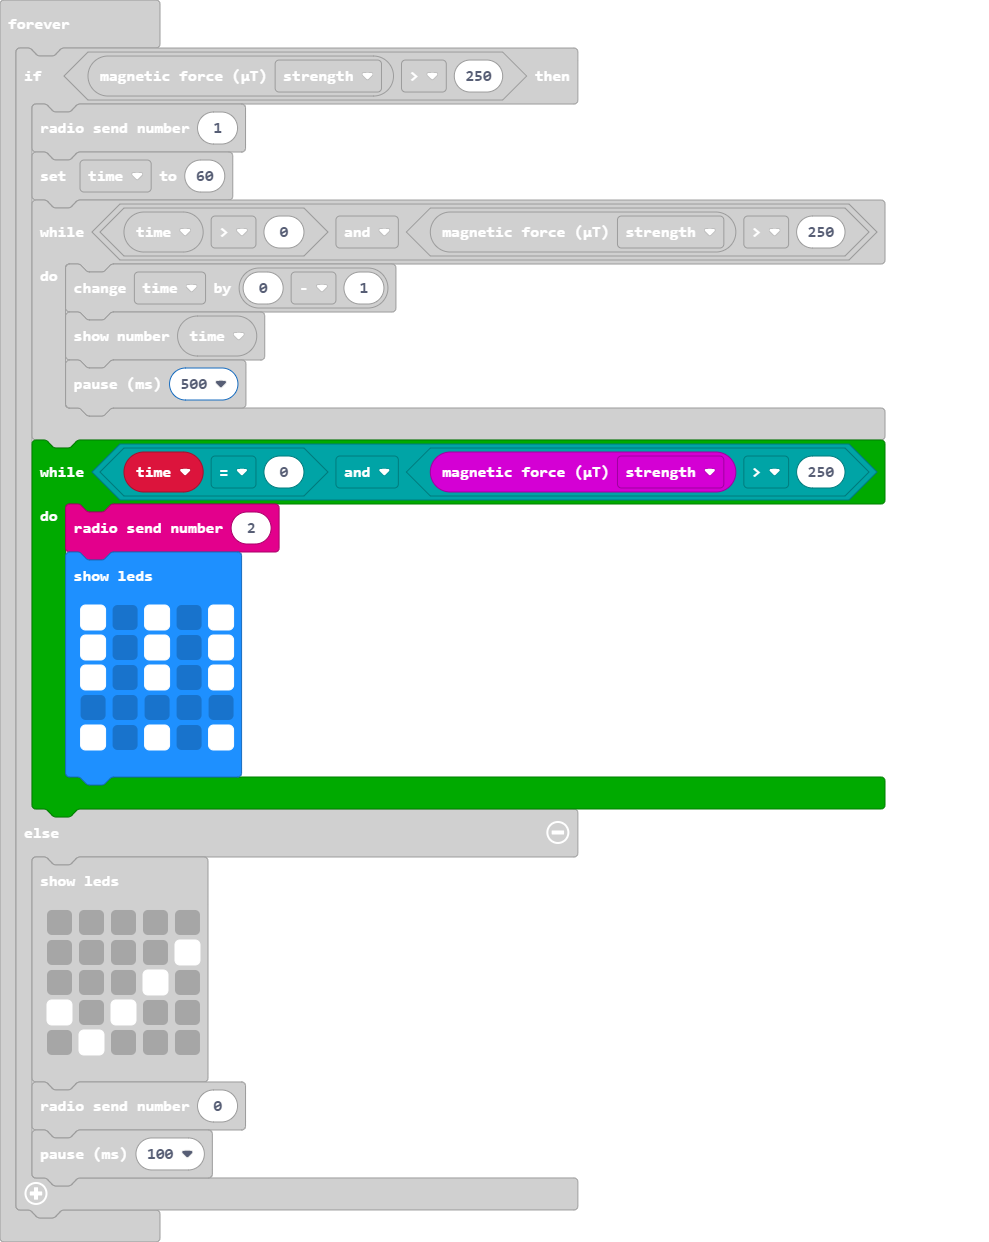 forever
if magnetic force (µT) strength > 250 then
radio send number 1
set time to 60
while time > 0 and magnetic force (µT) strength > 250
do
change time by 0 - 1
show number time
pause (ms) 500
while time = 0 and magnetic force (µT) strength > 250
do
radio send number 2
show leds
else
show leds
radio send number 0
pause (ms) 100